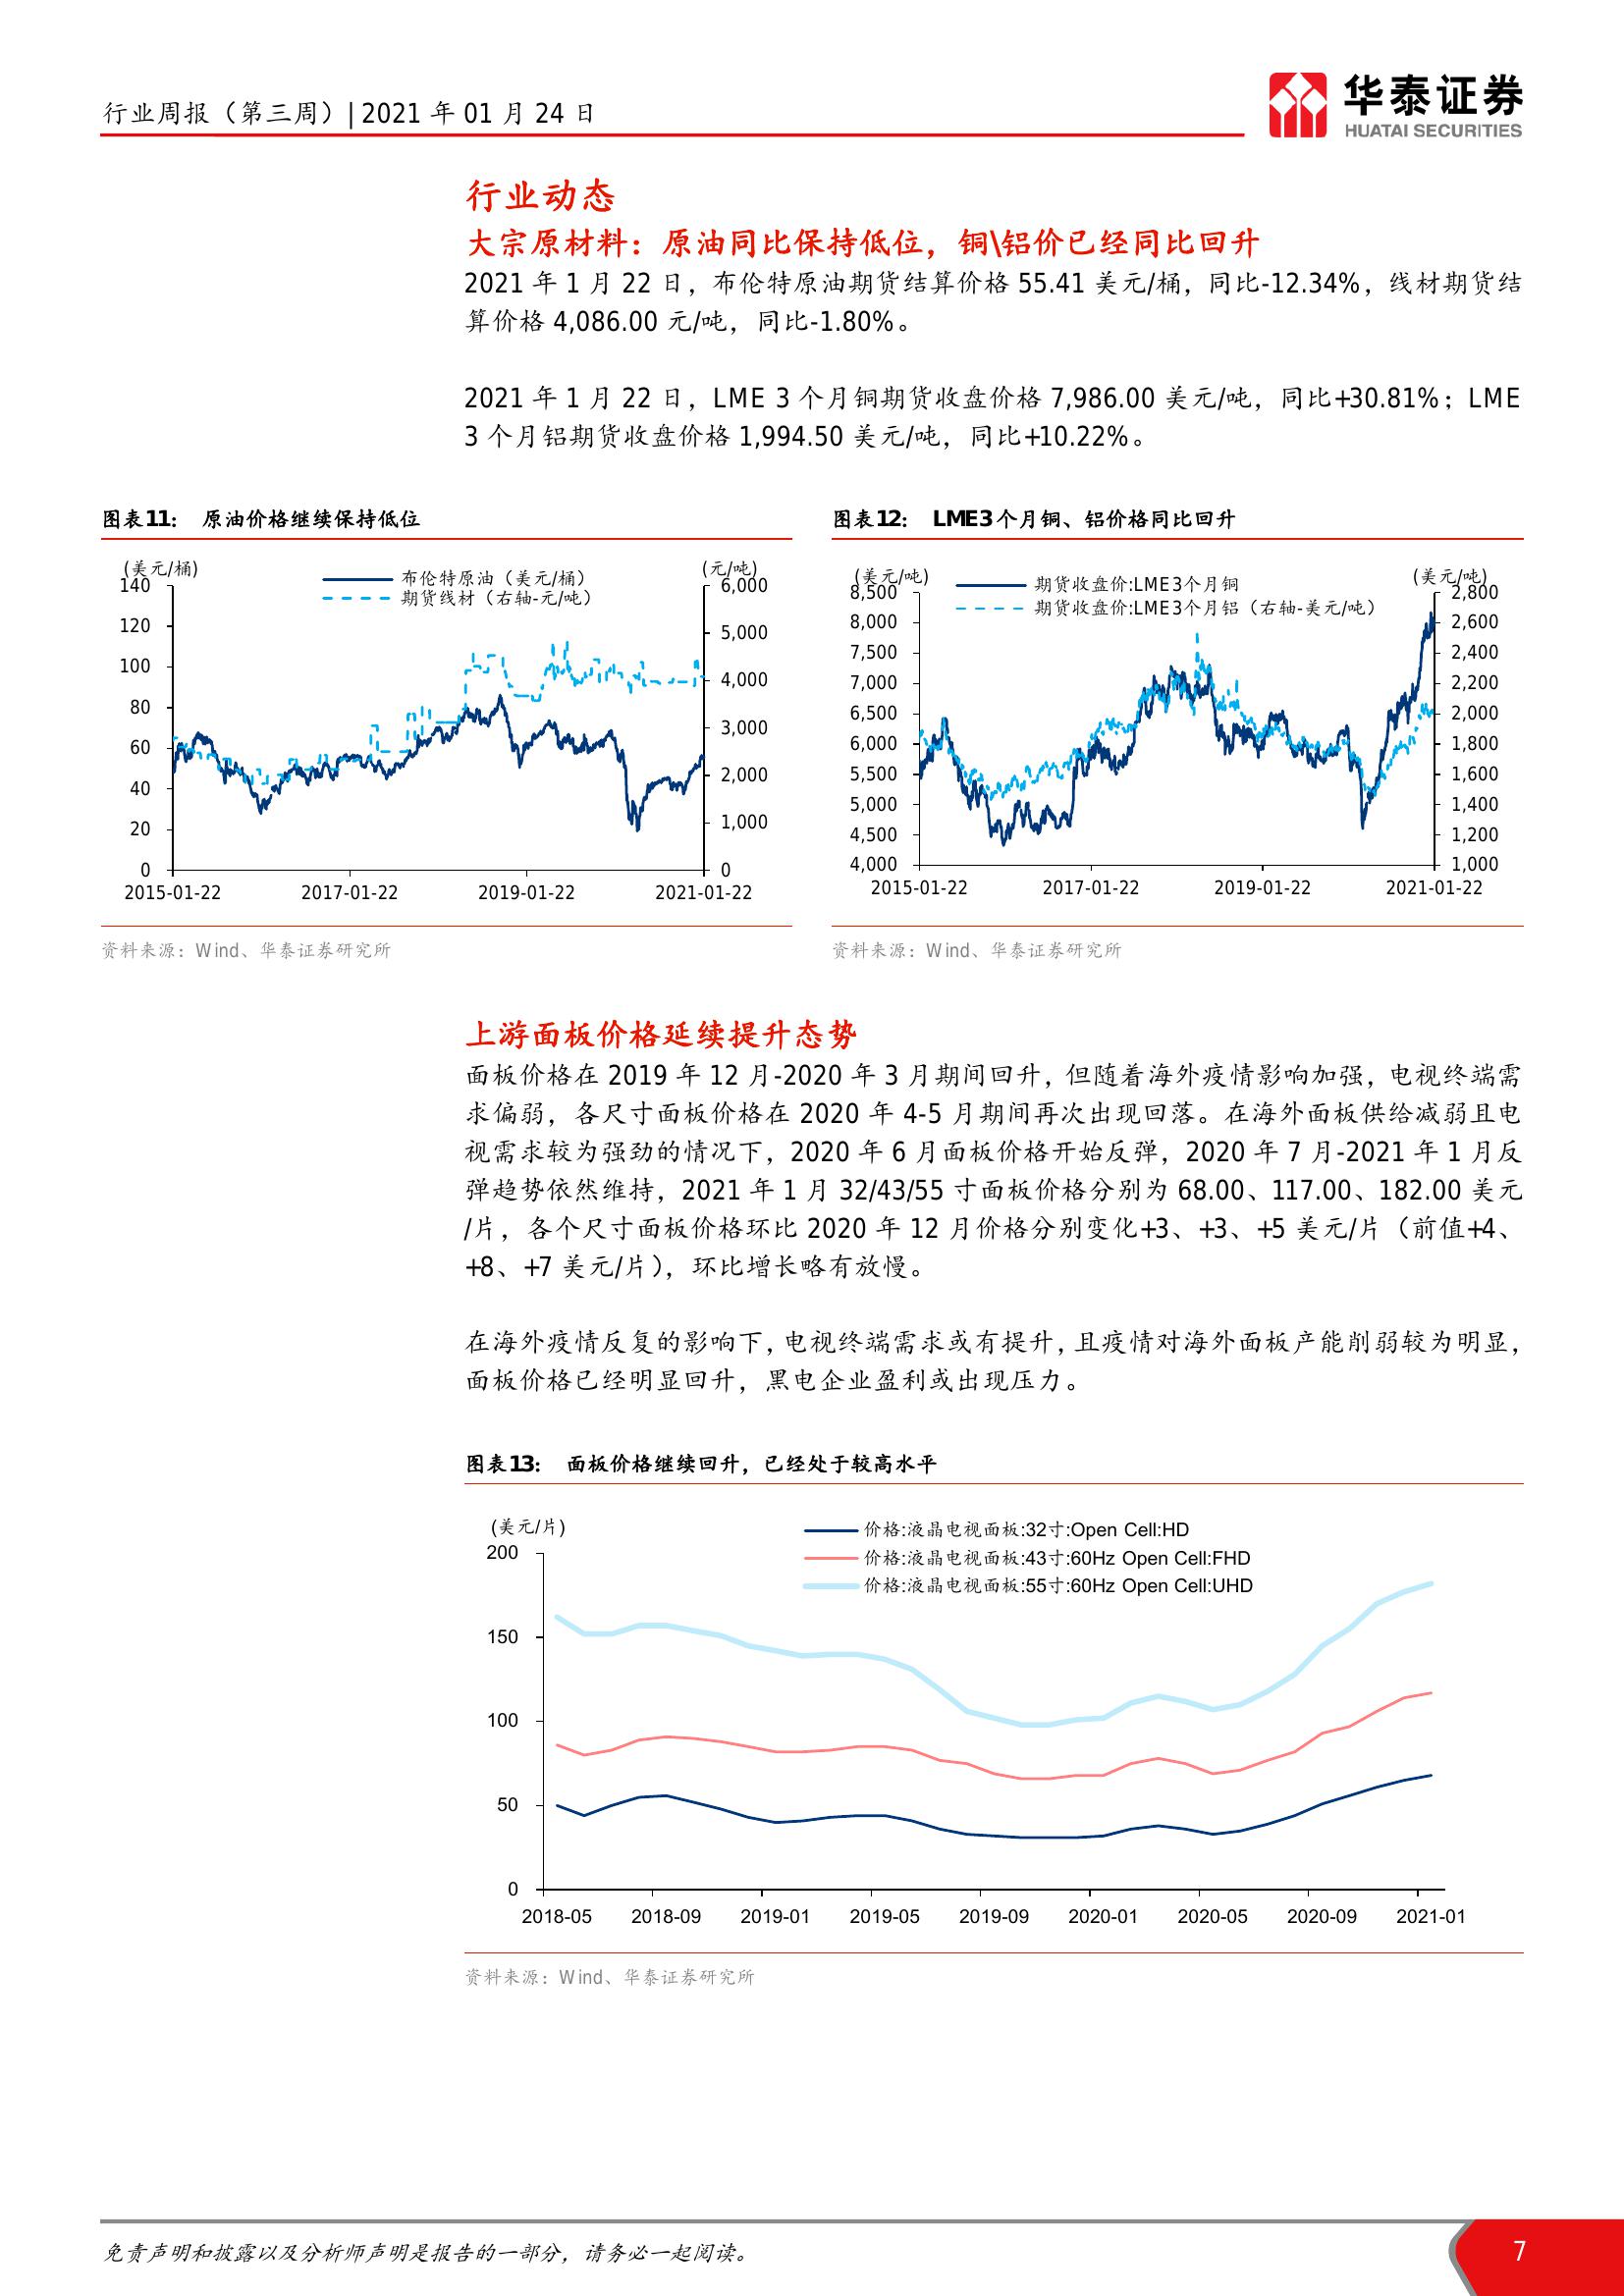 行业周报（第三周）| 2021 年 01 月 24 日
华泰证券
HUATAI SECURITIES
行业动态
大宗原材料：原油同比保持低位，铜\铝价已经同比回升
2021 年 1 月 22 日，布伦特原油期货结算价格 55.41 美元/桶，同比-12.34%，线材期货结
算价格 4,086.00 元/吨，同比-1.80%。
2021 年 1 月 22 日，LME 3 个月铜期货收盘价格 7,986.00 美元/吨，同比+30.81%；LME
3 个月铝期货收盘价格 1,994.50 美元/吨，同比+10.22%。
图表11： 原油价格继续保持低位
(美元/桶)
(元/吨)
布伦特原油（美元/桶）
期货线材（右轴-元/吨）
140
120
100
80
60
40
20
0
6,000
5,000
4,000
3,000
2,000
1,000
0
2015-01-22 2017-01-22 2019-01-22 2021-01-22
资料来源：Wind、华泰证券研究所
图表12： LME3 个月铜、铝价格同比回升
(美元/吨)
(美元/吨)
期货收盘价:LME3个月铜
期货收盘价:LME3个月铝（右轴-美元/吨）
8,500
8,000
7,500
7,000
6,500
6,000
5,500
5,000
4,500
4,000
2,800
2,600
2,400
2,200
2,000
1,800
1,600
1,400
1,200
1,000
2015-01-22 2017-01-22 2019-01-22 2021-01-22
资料来源：Wind、华泰证券研究所
上游面板价格延续提升态势
面板价格在 2019 年 12 月-2020 年 3 月期间回升，但随着海外疫情影响加强，电视终端需
求偏弱，各尺寸面板价格在 2020 年 4-5 月期间再次出现回落。在海外面板供给减弱且电
视需求较为强劲的情况下，2020 年 6 月面板价格开始反弹，2020 年 7 月-2021 年 1 月反
弹趋势依然维持，2021 年 1 月 32/43/55 寸面板价格分别为 68.00、117.00、182.00 美元
/片，各个尺寸面板价格环比 2020 年 12 月价格分别变化+3、+3、+5 美元/片（前值+4、
+8、+7 美元/片），环比增长略有放慢。
在海外疫情反复的影响下，电视终端需求或有提升，且疫情对海外面板产能削弱较为明显，
面板价格已经明显回升，黑电企业盈利或出现压力。
图表13： 面板价格继续回升，已经处于较高水平
(美元/片)
价格:液晶电视面板:32寸:Open Cell:HD
价格:液晶电视面板:43寸:60Hz Open Cell:FHD
价格:液晶电视面板:55寸:60Hz Open Cell:UHD
200
150
100
50
0
2018-05 2018-09 2019-01 2019-05 2019-09 2020-01 2020-05 2020-09 2021-01
资料来源：Wind、华泰证券研究所
免责声明和披露以及分析师声明是报告的一部分，请务必一起阅读。
7